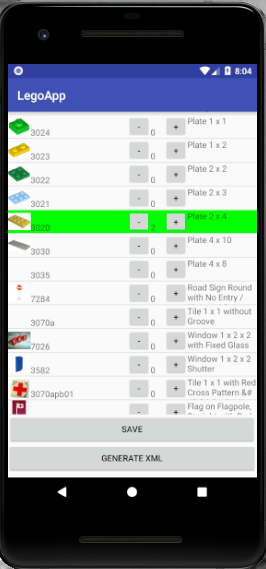 8:04
LegoApp
3024 - 0 + Plate 1 x 1
3023 - 0 + Plate 1 x 2
3022 - 0 + Plate 2 x 2
3021 - 0 + Plate 2 x 3
3020 - 2 + Plate 2 x 4
3030 - 0 + Plate 4 x 10
3035 - 0 + Plate 4 x 8
7284 - 0 + Road Sign Round
with No Entry /
3070a - 0 + Tile 1 x 1 without
Groove
7026 - 0 + Window 1 x 2 x 2
with Fixed Glass
3582 - 0 + Window 1 x 2 x 2
Shutter
3070apb01 - 0 + Tile 1 x 1 with Red
Cross Pattern &#
- + Flag on Flagpole,
SAVE
GENERATE XML